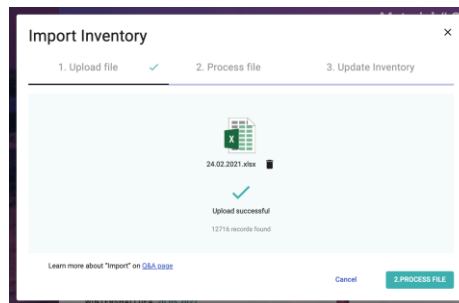 Import Inventory
1. Upload file
2. Process file
3. Update Inventory
24.02.2021.xlsx
Upload successful
12716 records found
Learn more about "Import" on Q&A page
Cancel
2.PROCESS FILE